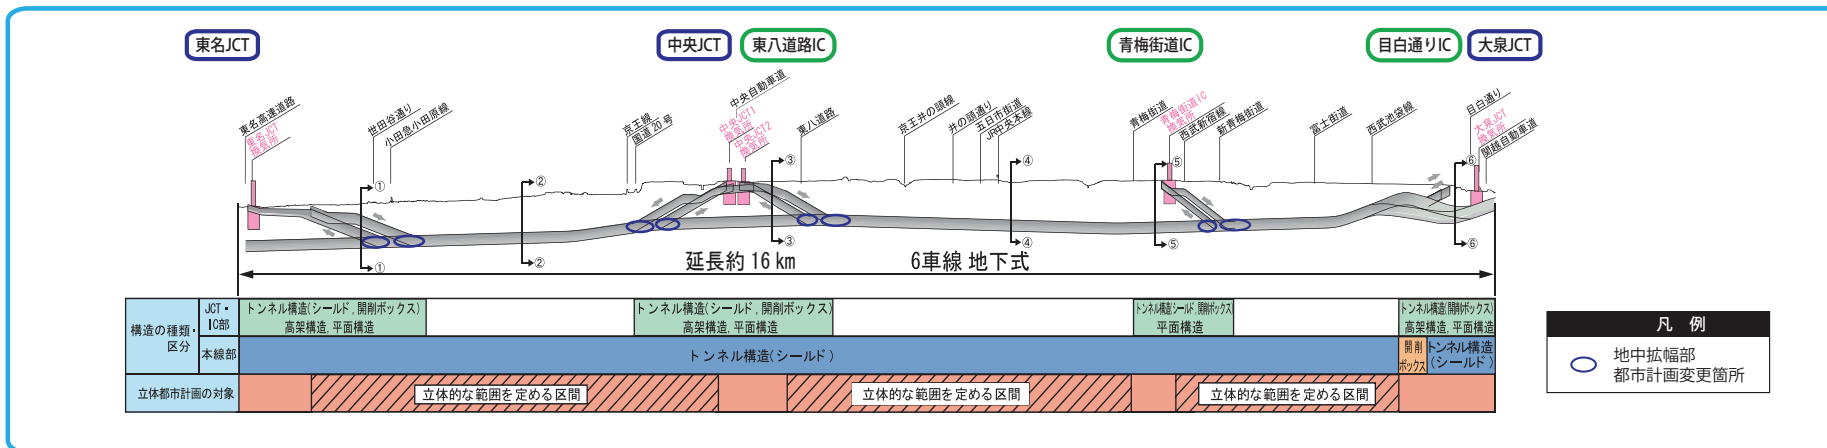 東名JCT
中央JCT
東八道路IC
青梅街道IC
目白通りIC
大泉JCT
東名高速道路
東名JCT
換気所
世田谷通り
小田急小田原線
京王線
国道20号
中央自動車道
中央JCT1
換気所
中央JCT2
換気所
東八道路
京王井の頭線
井の頭通り
五日市街道
JR中央本線
青梅街道
青梅街道IC
換気所
西武新宿線
新青梅街道
富士街道
西武池袋線
目白通り
大泉JCT
換気所
関越自動車道
①
②
③
④
⑤
⑥
①
②
③
④
⑤
⑥
延長約16km
6車線 地下式
構造の種類・
区分
JCT・
IC部
トンネル構造(シールド,開削ボックス)
高架構造,平面構造
トンネル構造(シールド,開削ボックス)
高架構造,平面構造
トンネル構造(シールド,開削ボックス)
平面構造
トンネル構造(開削ボックス)
高架構造,平面構造
本線部
トンネル構造(シールド)
開削
ボックス
トンネル構造
(シールド)
立体都市計画の対象
立体的な範囲を定める区間
立体的な範囲を定める区間
立体的な範囲を定める区間
凡 例
地中拡幅部
都市計画変更箇所